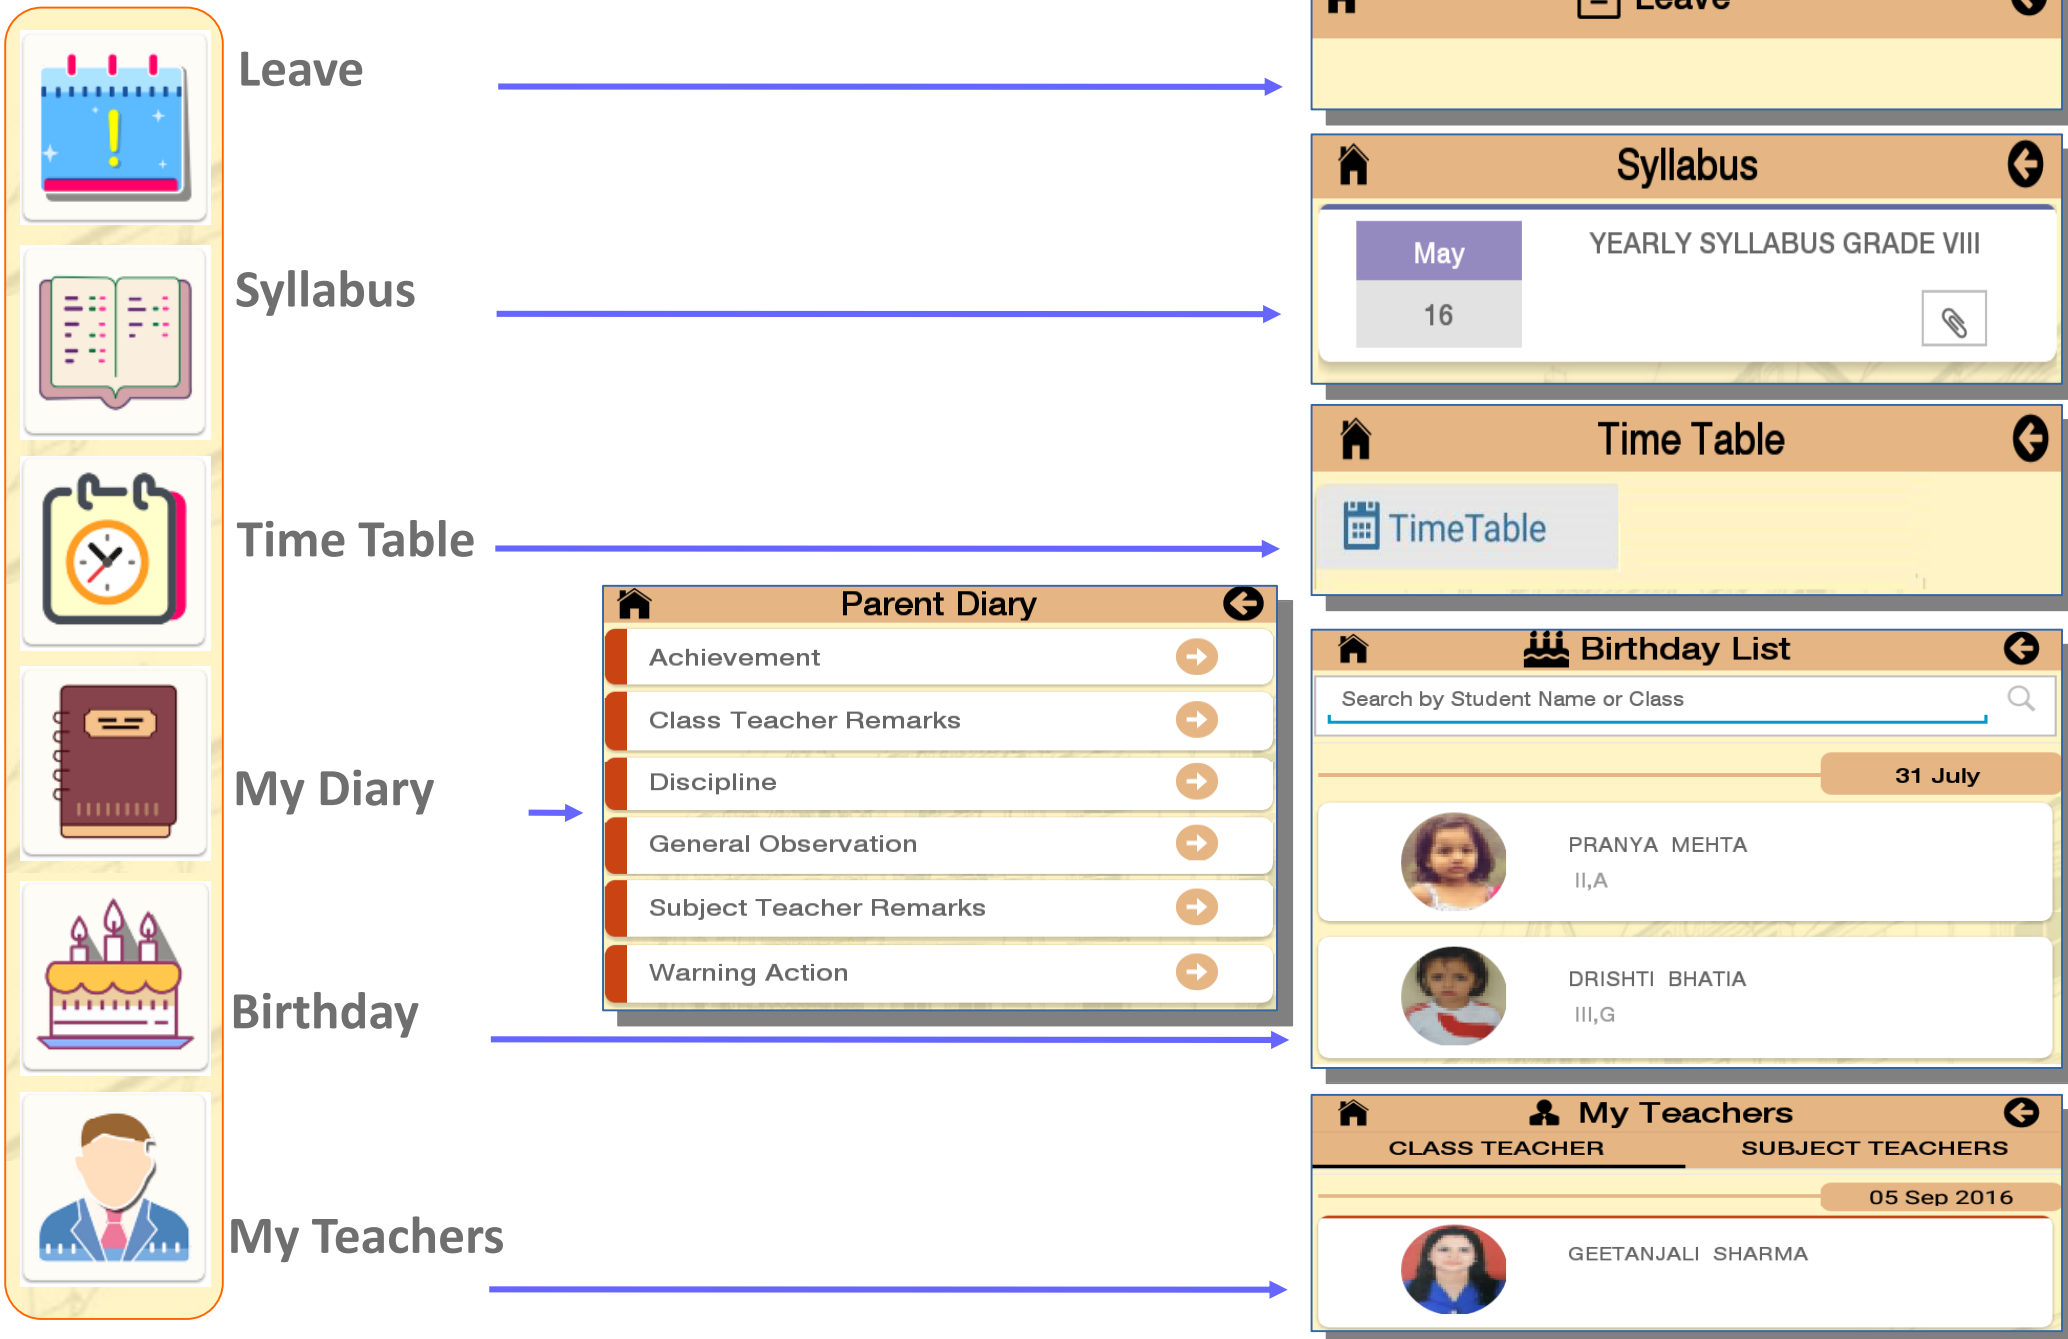 Leave
Leave
Syllabus
Syllabus
May
16
YEARLY SYLLABUS GRADE VIII
Time Table
Time Table
TimeTable
My Diary
Parent Diary
Achievement
Class Teacher Remarks
Discipline
General Observation
Subject Teacher Remarks
Warning Action
Birthday
Birthday List
Search by Student Name or Class
31 July
PRANYA MEHTA
II,A
DRISHTI BHATIA
III,G
My Teachers
My Teachers
CLASS TEACHER SUBJECT TEACHERS
05 Sep 2016
GEETANJALI SHARMA